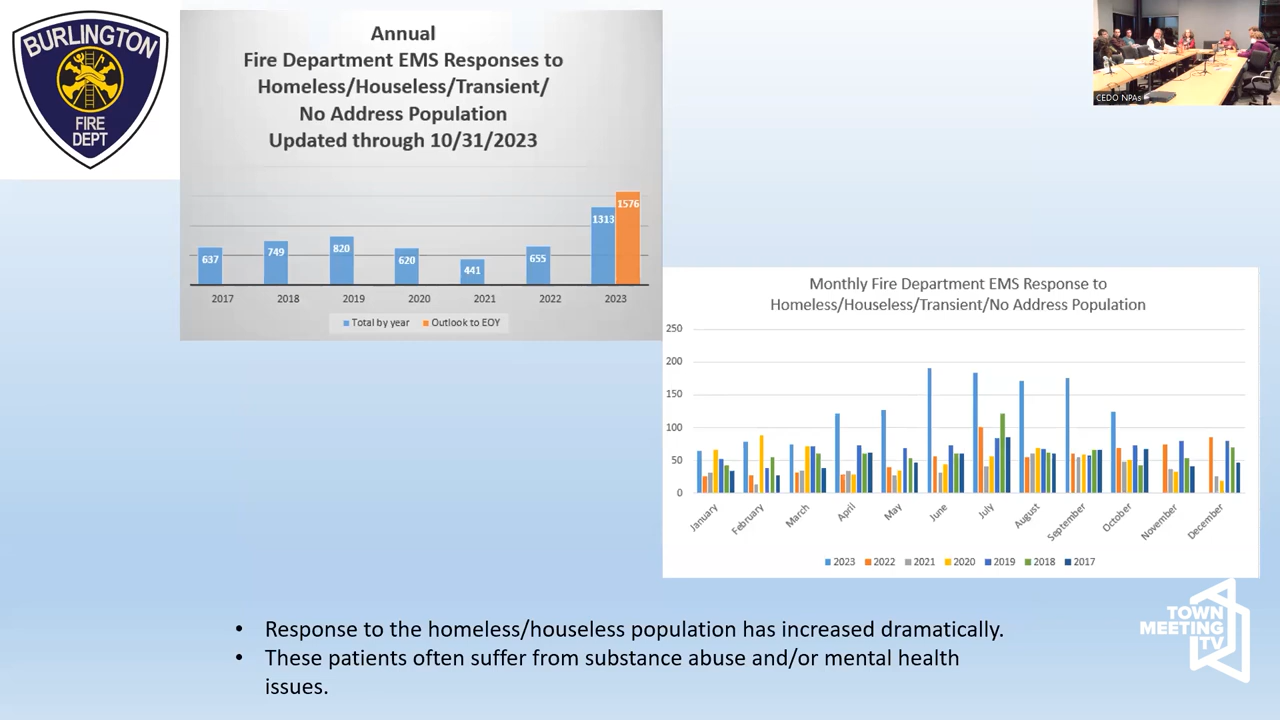 BURLINGTON
FIRE
DEPT
Annual
Fire Department EMS Responses to
Homeless/Houseless/Transient/
No Address Population
Updated through 10/31/2023
637
749
820
620
441
655
1313
1576
2017 2018 2019 2020 2021 2022 2023
Total by year Outlook to EOY
CEDO NPAs
Monthly Fire Department EMS Response to
Homeless/Houseless/Transient/No Address Population
250
200
150
100
50
0
January February March April May June July August September October November December
2023 2022 2021 2020 2019 2018 2017
• Response to the homeless/houseless population has increased dramatically.
• These patients often suffer from substance abuse and/or mental health
issues.
TOWN
MEETING
TV